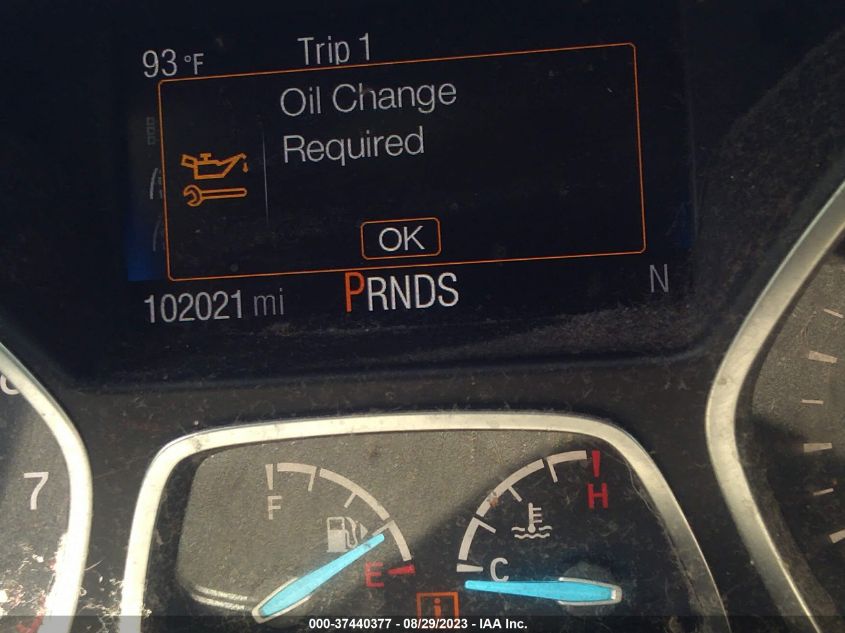 93 °F Trip 1
Oil Change
Required
OK
102021 mi PRNDS N
7
F
E
C
H
i
000-37440377 - 08/29/2023 - IAA Inc.